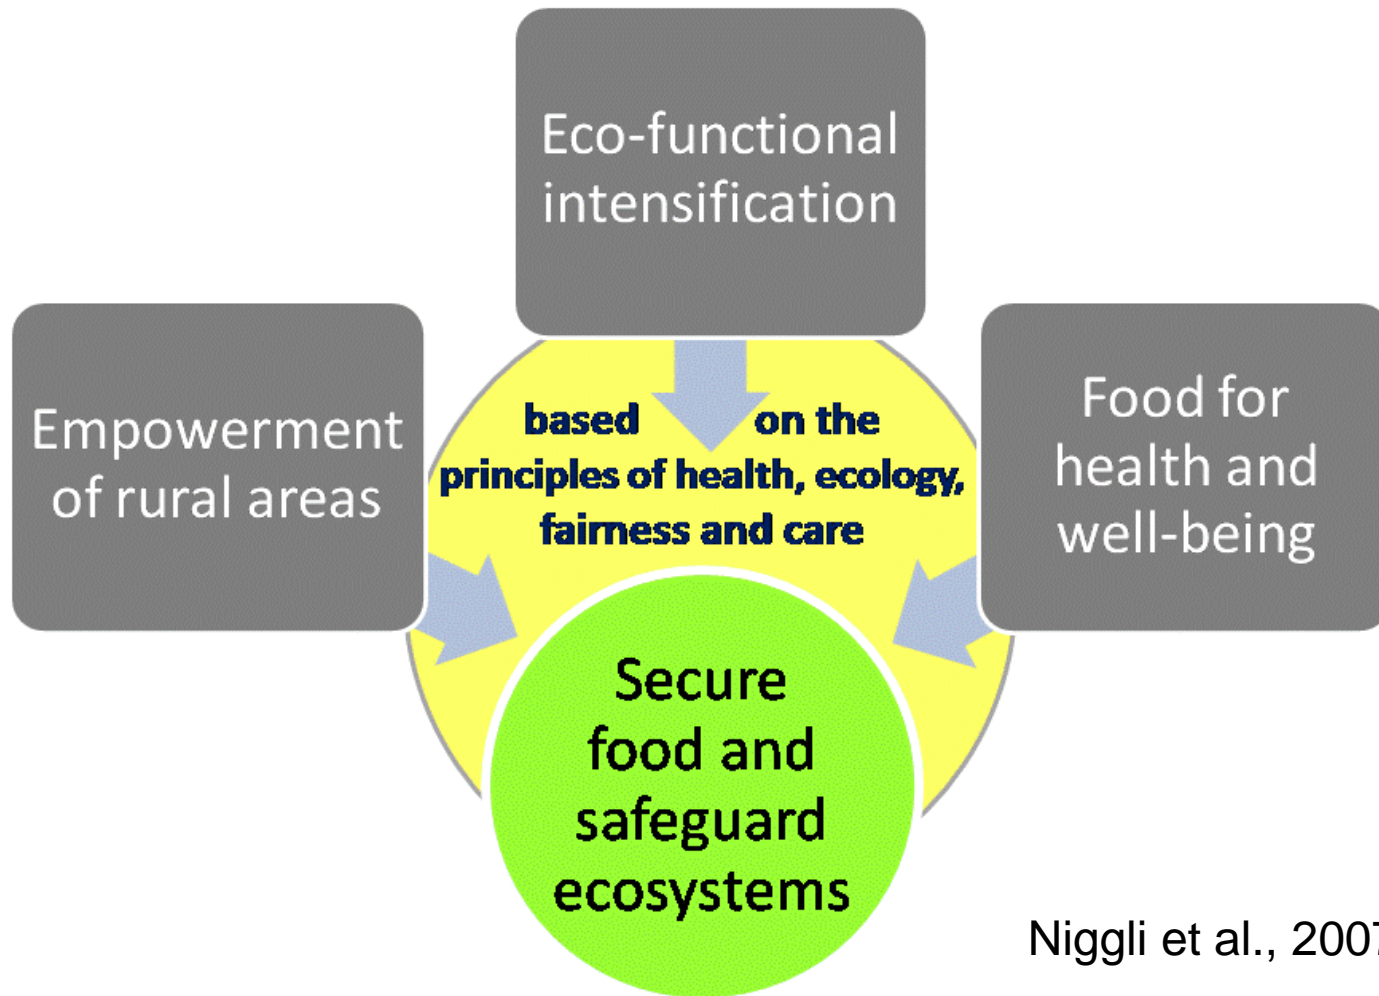 Eco-functional
intensification
Empowerment
of rural areas
Food for
health and
well-being
based on the
principles of health, ecology,
fairness and care
Secure
food and
safeguard
ecosystems
Niggli et al., 2007